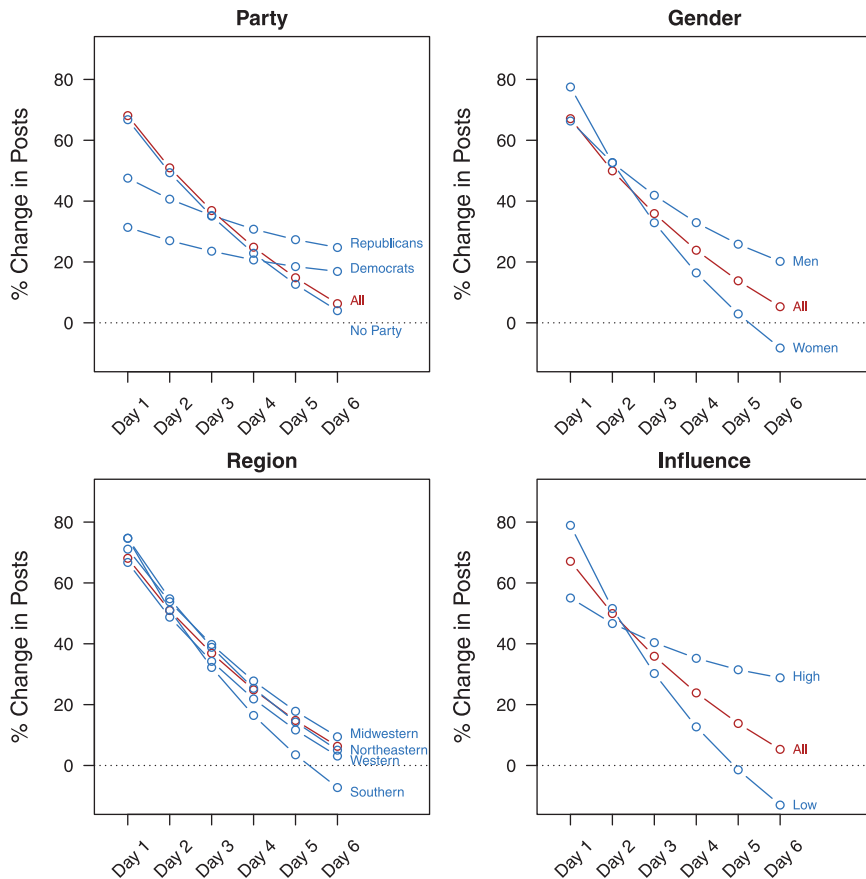 Party
% Change in Posts
80
60
40
20
0
Republicans
Democrats
All
No Party
Day 1
Day 2
Day 3
Day 4
Day 5
Day 6
Gender
% Change in Posts
80
60
40
20
0
Men
All
Women
Day 1
Day 2
Day 3
Day 4
Day 5
Day 6
Region
% Change in Posts
80
60
40
20
0
Midwestern
Northeastern
Western
Southern
Day 1
Day 2
Day 3
Day 4
Day 5
Day 6
Influence
% Change in Posts
80
60
40
20
0
High
All
Low
Day 1
Day 2
Day 3
Day 4
Day 5
Day 6